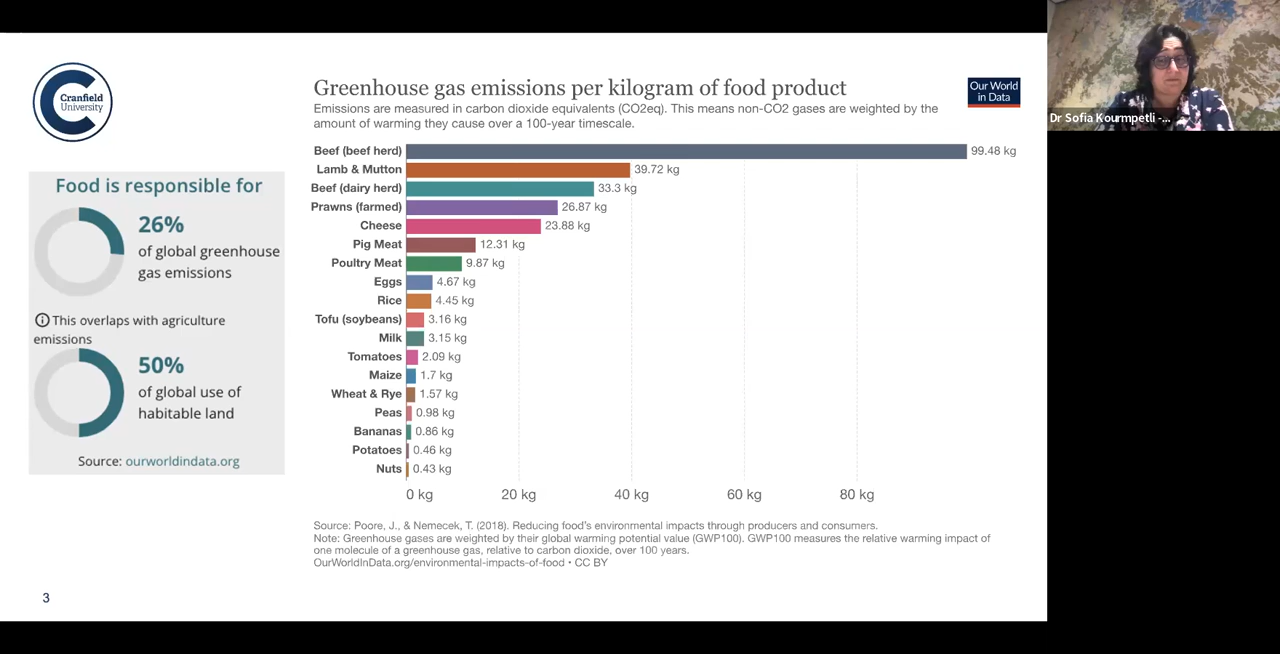 Cranfield
University
Food is responsible for
26%
of global greenhouse
gas emissions
This overlaps with agriculture
emissions
50%
of global use of
habitable land
Source: ourworldindata.org
3
Greenhouse gas emissions per kilogram of food product
Emissions are measured in carbon dioxide equivalents (CO2eq). This means non-CO2 gases are weighted by the
amount of warming they cause over a 100-year timescale.
Our World
in Data
Beef (beef herd) 99.48 kg
Lamb & Mutton 39.72 kg
Beef (dairy herd) 33.3 kg
Prawns (farmed) 26.87 kg
Cheese 23.88 kg
Pig Meat 12.31 kg
Poultry Meat 9.87 kg
Eggs 4.67 kg
Rice 4.45 kg
Tofu (soybeans) 3.16 kg
Milk 3.15 kg
Tomatoes 2.09 kg
Maize 1.7 kg
Wheat & Rye 1.57 kg
Peas 0.98 kg
Bananas 0.86 kg
Potatoes 0.46 kg
Nuts 0.43 kg
0 kg 20 kg 40 kg 60 kg 80 kg
Source: Poore, J., & Nemecek, T. (2018). Reducing food's environmental impacts through producers and consumers.
Note: Greenhouse gases are weighted by their global warming potential value (GWP100). GWP100 measures the relative warming impact of
one molecule of a greenhouse gas, relative to carbon dioxide, over 100 years.
OurWorldInData.org/environmental-impacts-of-food • CC BY
Dr Sofia Kourmpetli -...